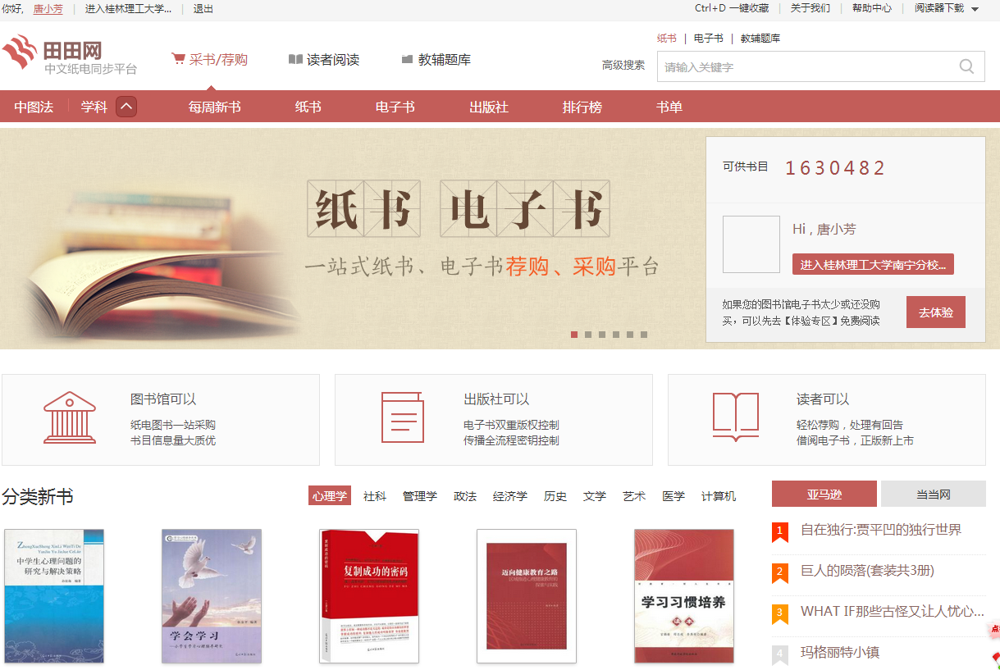 你好, 唐小芳 | 进入桂林理工大学... | 退出
Ctrl+D 一键收藏 | 关于我们 | 帮助中心 | 阅读器下载
田田网
中文纸电同步平台
采书/荐购
读者阅读
教辅题库
纸书 | 电子书 | 教辅题库
高级搜索
请输入关键字
中图法 学科 每周新书 纸书 电子书 出版社 排行榜 书单
纸书 电子书
一站式纸书、电子书荐购、采购平台
可供书目 1630482
Hi , 唐小芳
进入桂林理工大学南宁分校...
如果您的图书馆电子书太少或还没购
买，可以先去【体验专区】免费阅读
去体验
图书馆可以
纸电图书一站采购
书目信息量大质优
出版社可以
电子书双重版权控制
传播全流程密钥控制
读者可以
轻松荐购，处理有回告
借阅电子书，正版新上市
分类新书
心理学 社科 管理学 政法 经济学 历史 文学 艺术 医学 计算机
亚马逊 当当网
中学生心理问题的
研究与解决策略
学会学习
复制成功的密码
迈向健康教育之路
学习习惯培养
读本
1 自在独行:贾平凹的独行世界
2 巨人的陨落(套装共3册)
3 WHAT IF那些古怪又让人忧心...
4 玛格丽特小镇